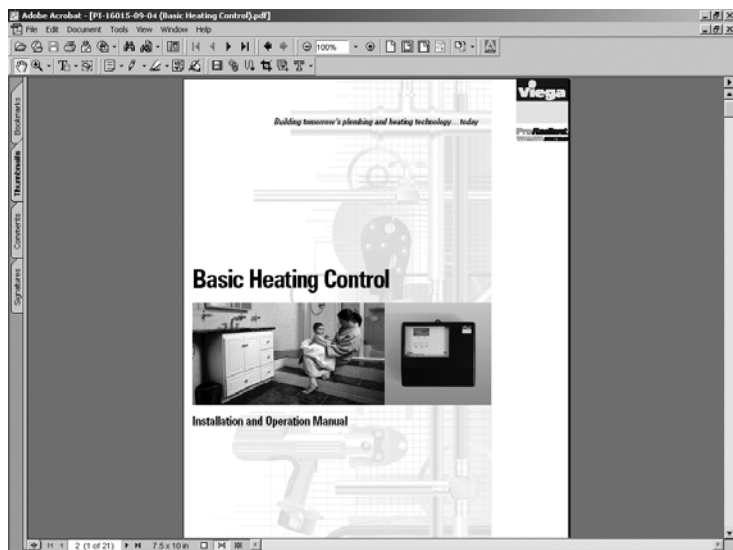 Adobe Acrobat - [PI-16015-09-04 (Basic Heating Control).pdf]
File Edit Document Tools View Window Help
100%
Bookmarks
Thumbnails
Comments
Signatures
Viega
Building tomorrow's plumbing and heating technology...today
ProRadiant
Basic Heating Control
Installation and Operation Manual
2 (1 of 21)
7.5 x 10 in